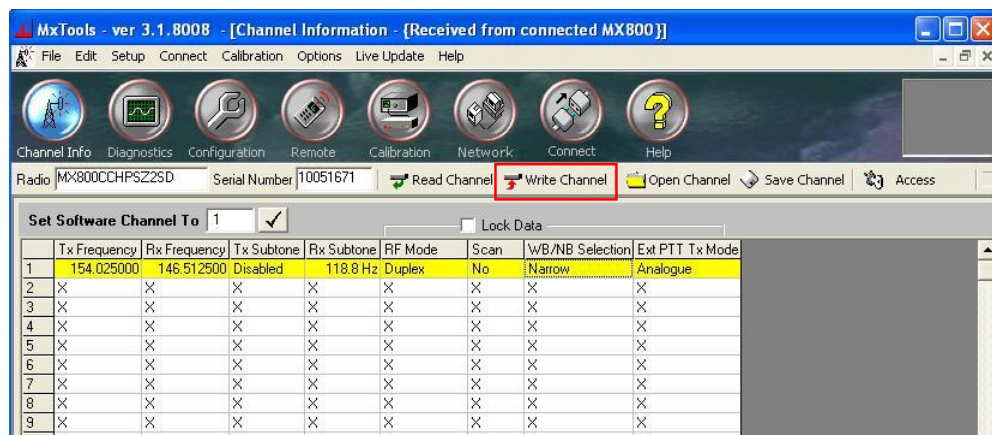 MxTools - ver 3.1.8008 - [Channel Information - {Received from connected MX800}]
File Edit Setup Connect Calibration Options Live Update Help
Channel Info Diagnostics Configuration Remote Calibration Network Connect Help
Radio MX800CCHPSZ2SD Serial Number 10051671 Read Channel Write Channel Open Channel Save Channel Access
Set Software Channel To 1 Lock Data
Tx Frequency Rx Frequency Tx Subtone Rx Subtone RF Mode Scan WB/NB Selection Ext PTT Tx Mode
1 154.025000 146.512500 Disabled 118.8 Hz Duplex No Narrow Analogue
2 X X X X X X X X
3 X X X X X X X X
4 X X X X X X X X
5 X X X X X X X X
6 X X X X X X X X
7 X X X X X X X X
8 X X X X X X X X
9 X X X X X X X X